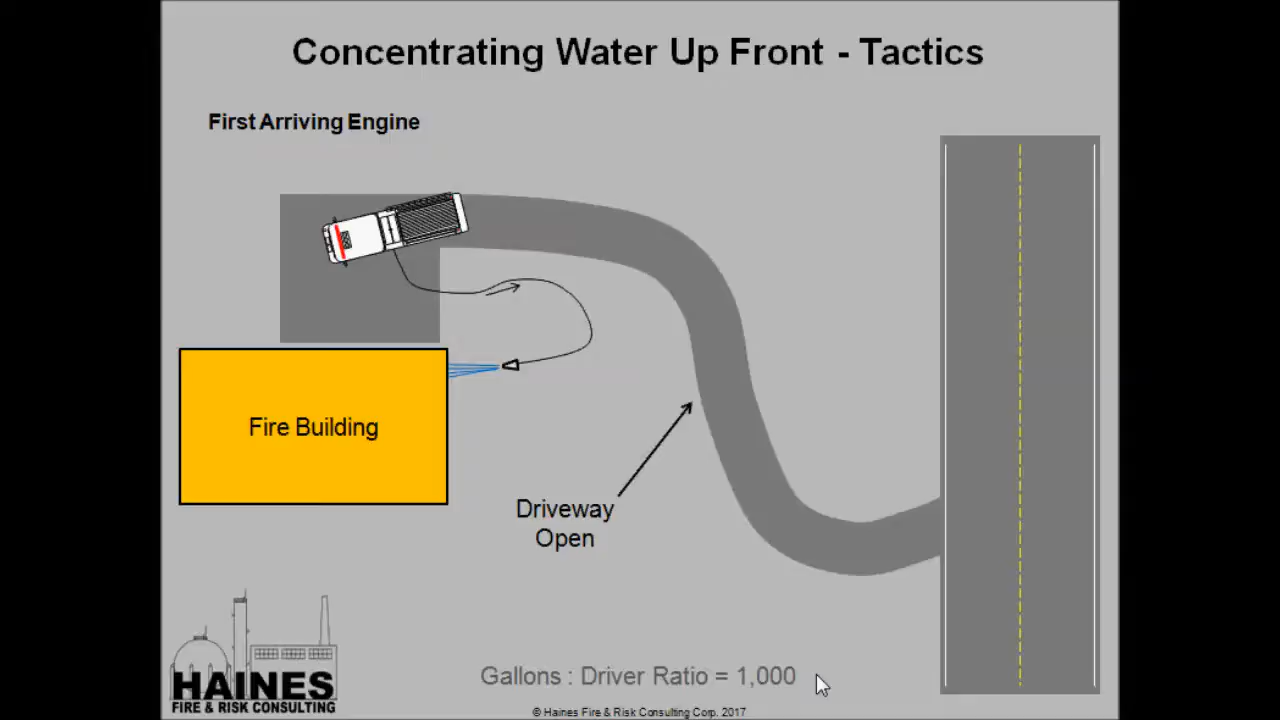 Concentrating Water Up Front - Tactics
First Arriving Engine
Fire Building
Driveway
Open
HAINES
FIRE & RISK CONSULTING
Gallons : Driver Ratio = 1,000
© Haines Fire & Risk Consulting Corp. 2017